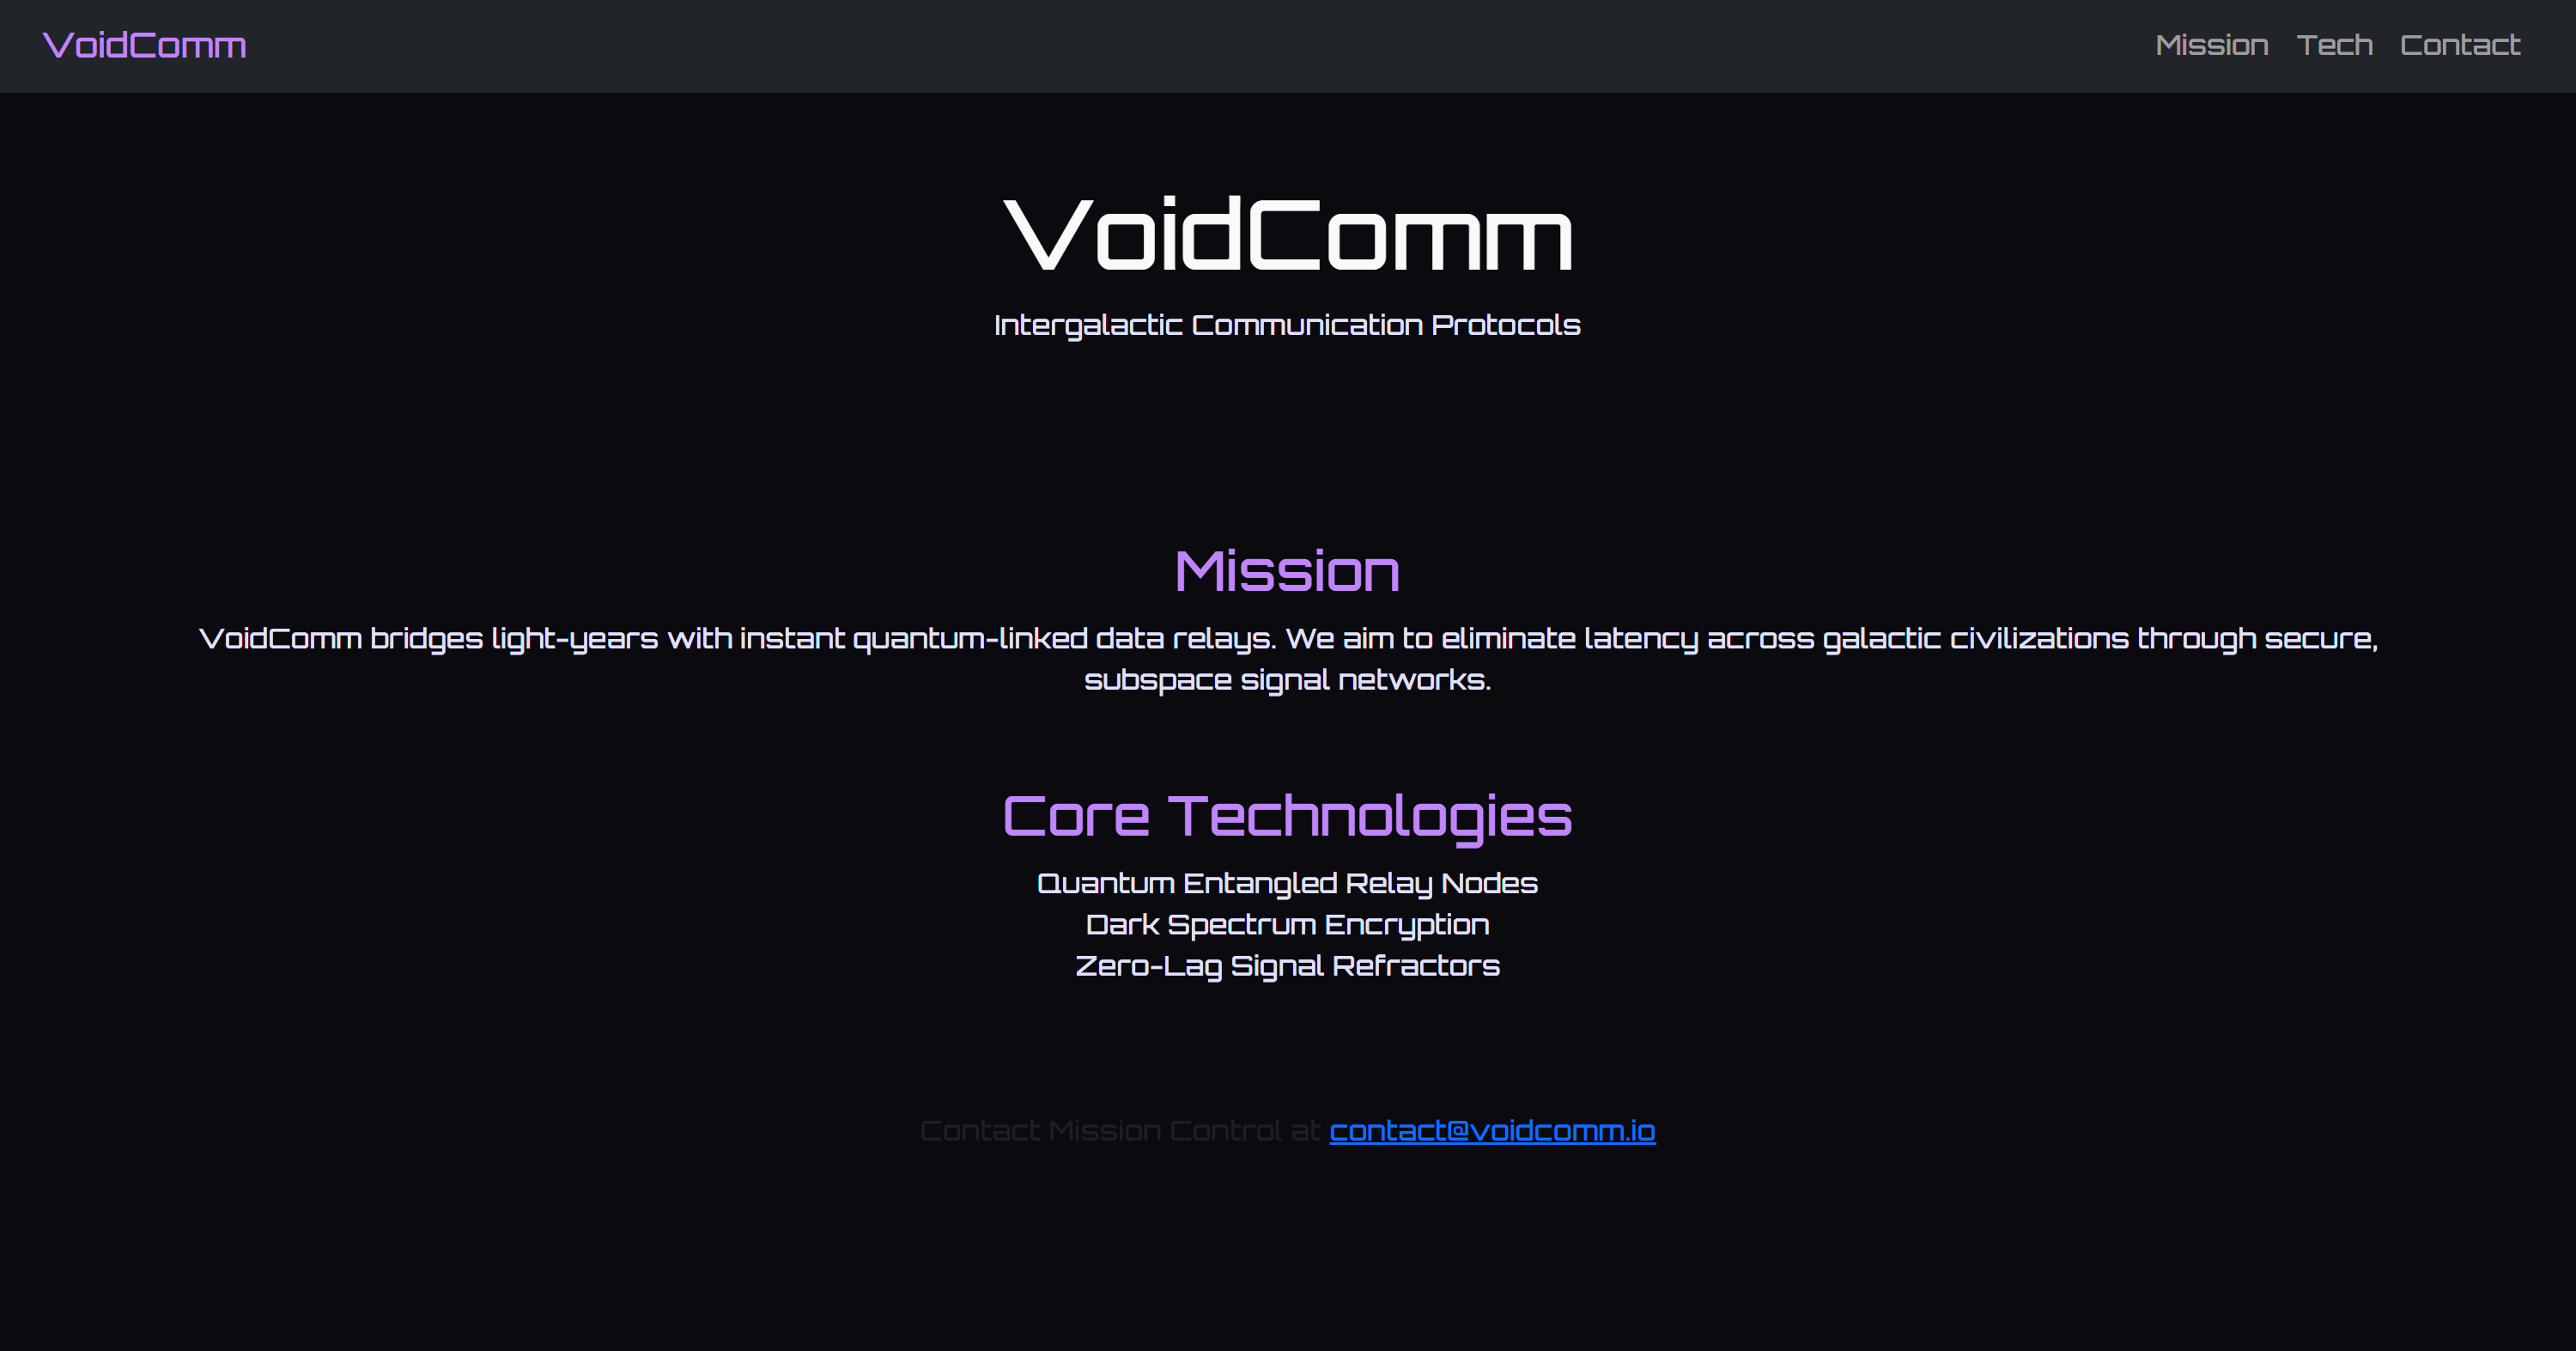 VoidComm
Mission Tech Contact
VoidComm
Intergalactic Communication Protocols
Mission
VoidComm bridges light-years with instant quantum-linked data relays. We aim to eliminate latency across galactic civilizations through secure,
subspace signal networks.
Core Technologies
Quantum Entangled Relay Nodes
Dark Spectrum Encryption
Zero-Lag Signal Refractors
Contact Mission Control at contact@voidcomm.io